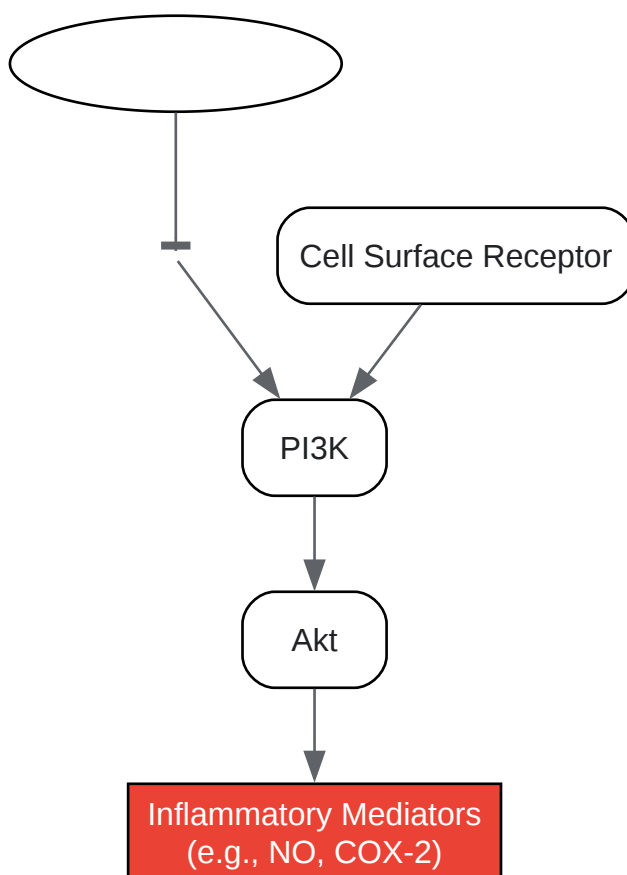 Cell Surface Receptor
PI3K
Akt
Inflammatory Mediators
(e.g., NO, COX-2)